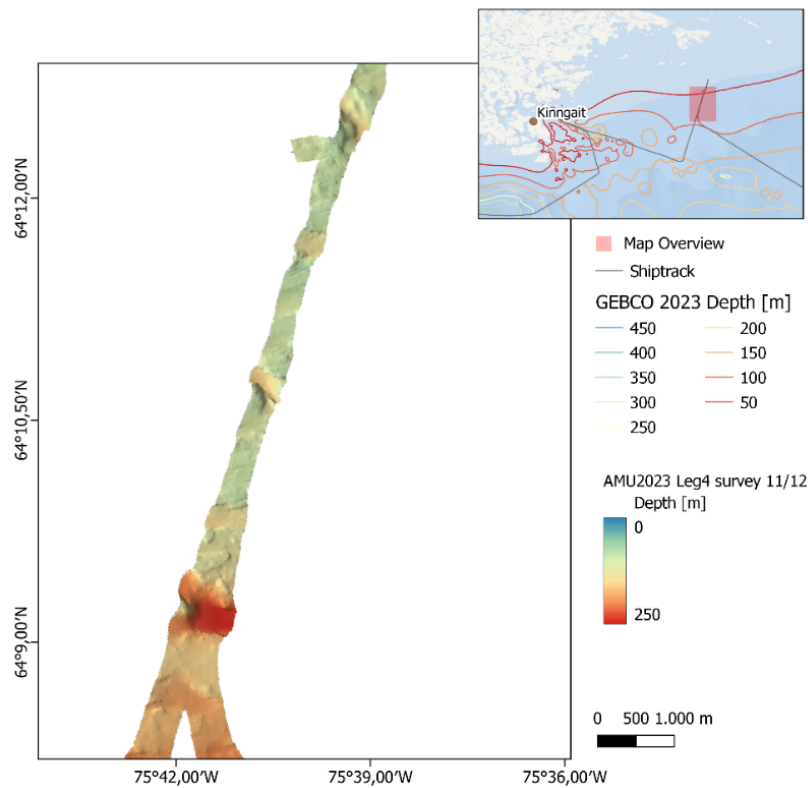 Kinngait
Map Overview
Shiptrack
GEBCO 2023 Depth [m]
450 200
400 150
350 100
300 50
250
AMU2023 Leg4 survey 11/12
Depth [m]
0
250
0 500 1.000 m
64°12,00'N
64°10,50'N
64°9,00'N
75°42,00'W 75°39,00'W 75°36,00'W